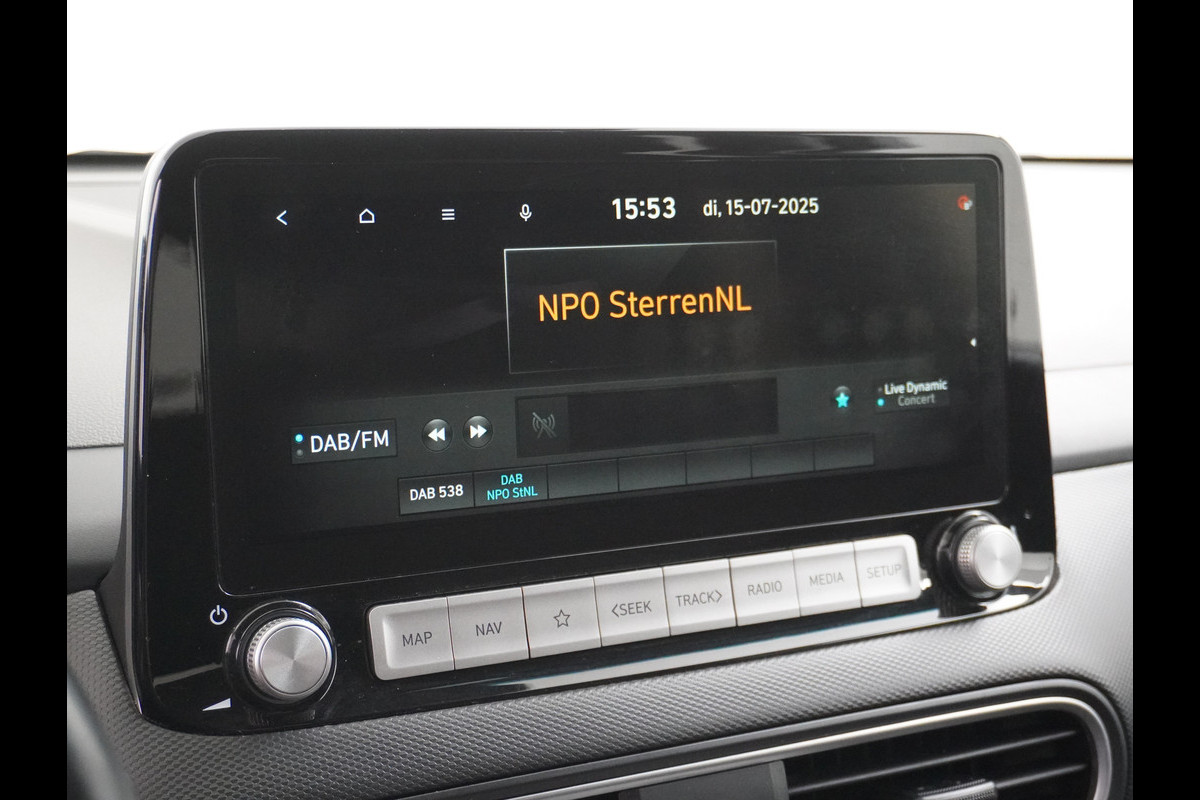 15:53 di, 15-07-2025
NPO SterrenNL
Live Dynamic
Concert
DAB/FM
DAB 538
DAB
NPO StNL
MAP NAV <SEEK TRACK> RADIO MEDIA SETUP